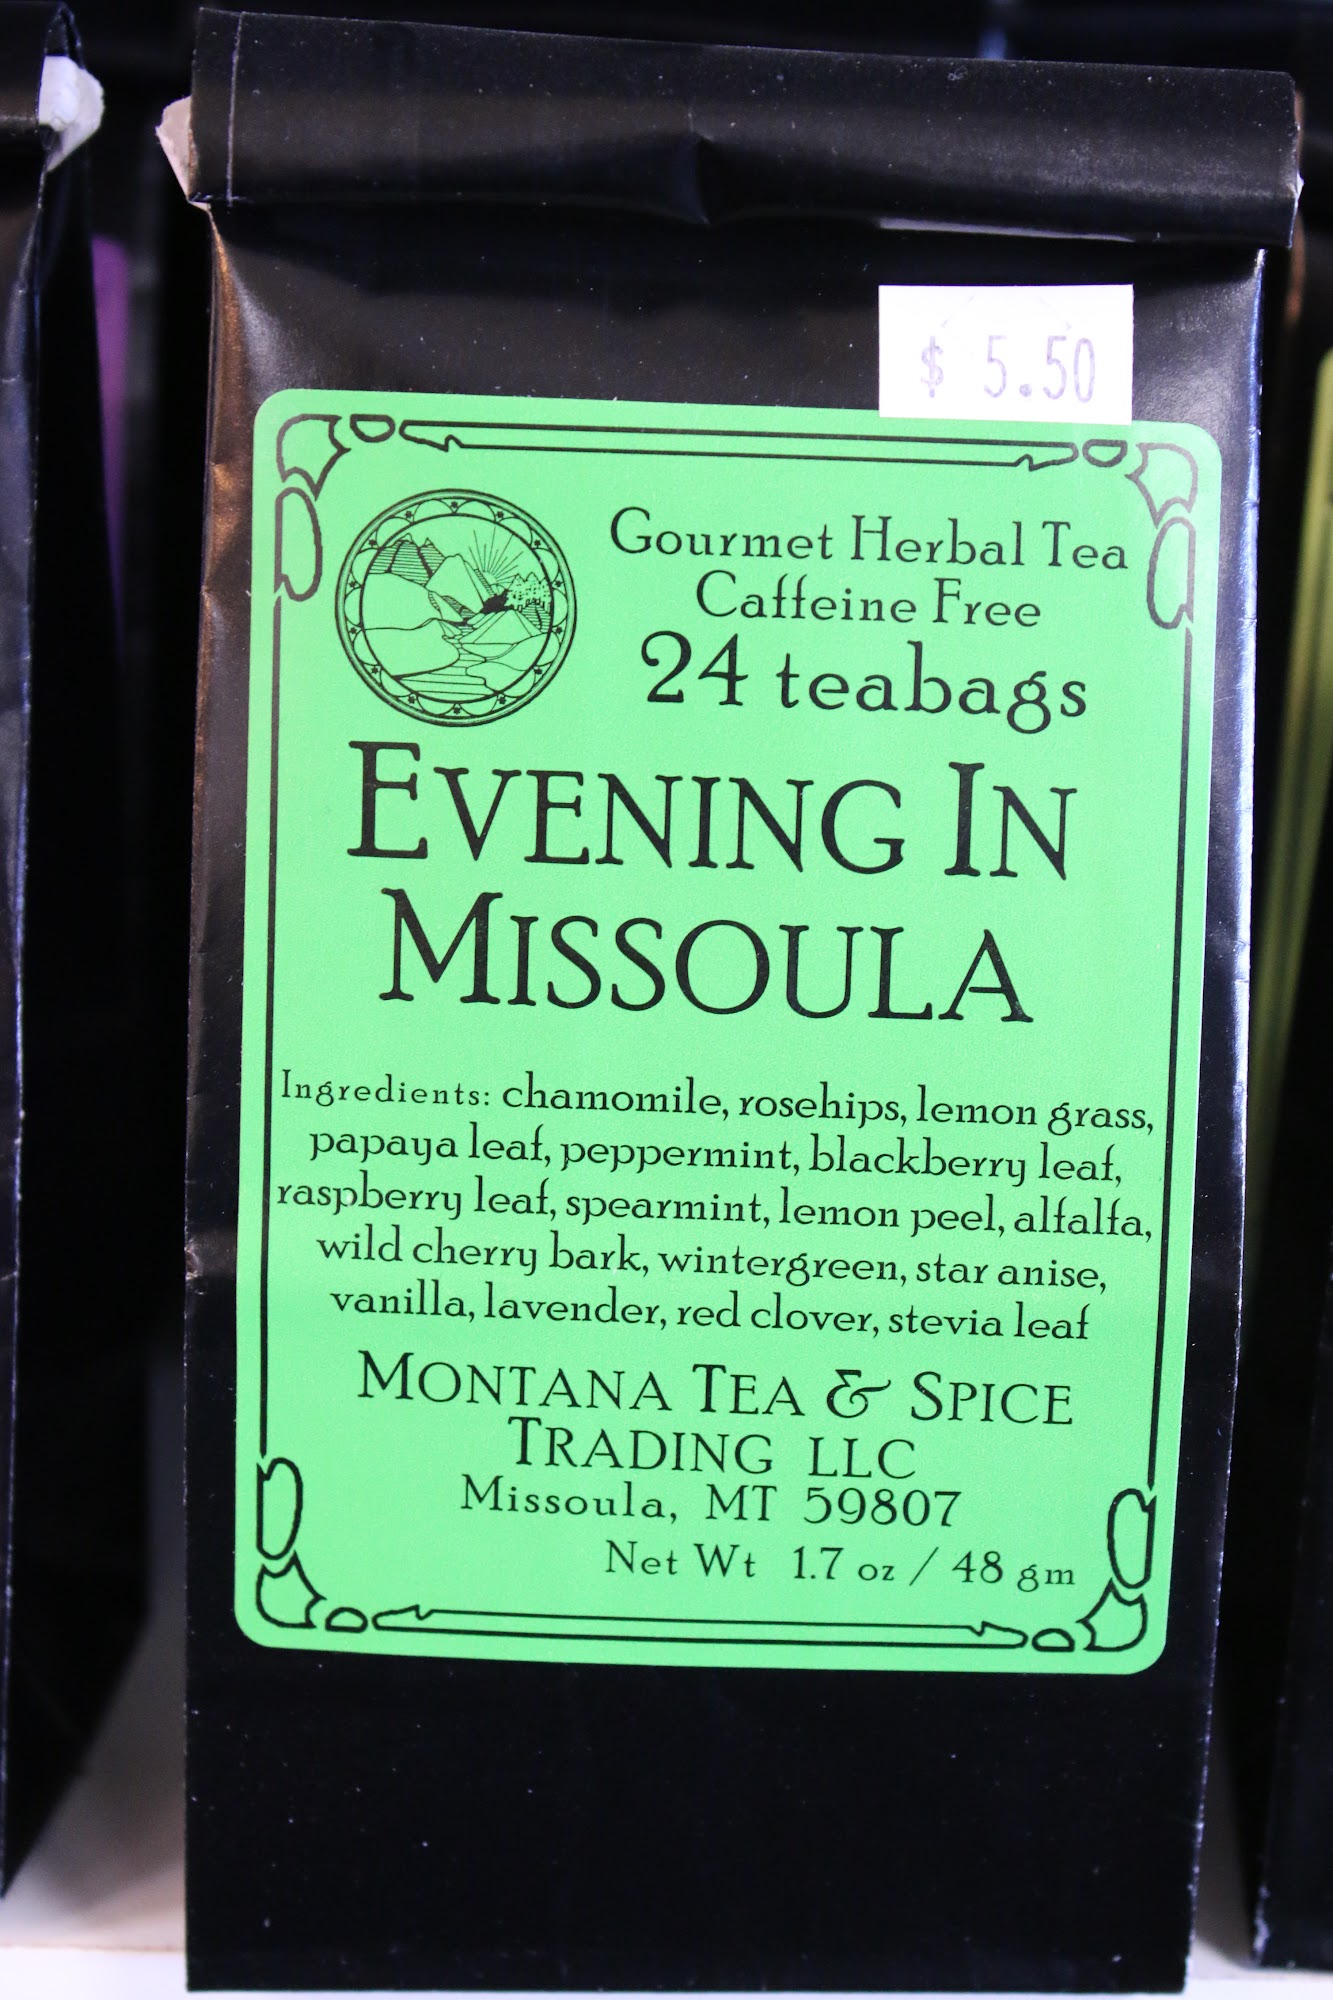 $ 5.50
Gourmet Herbal Tea
Caffeine Free
24 teabags
EVENING IN
MISSOULA
Ingredients: chamomile, rosehips, lemon grass,
papaya leaf, peppermint, blackberry leaf,
raspberry leaf, spearmint, lemon peel, alfalfa,
wild cherry bark, wintergreen, star anise,
vanilla, lavender, red clover, stevia leaf
MONTANA TEA & SPICE
TRADING LLC
Missoula, MT 59807
Net Wt 1.7 oz / 48 gm